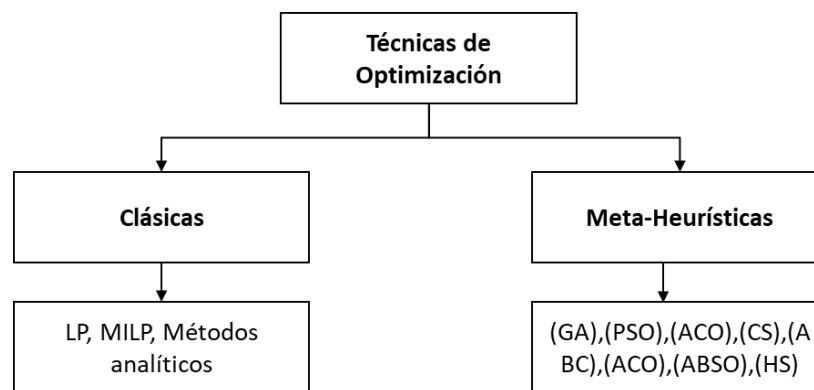 Técnicas de
Optimización
Clásicas
Meta-Heurísticas
LP, MILP, Métodos
analíticos
(GA),(PSO),(ACO),(CS),(A
BC),(ACO),(ABSO),(HS)